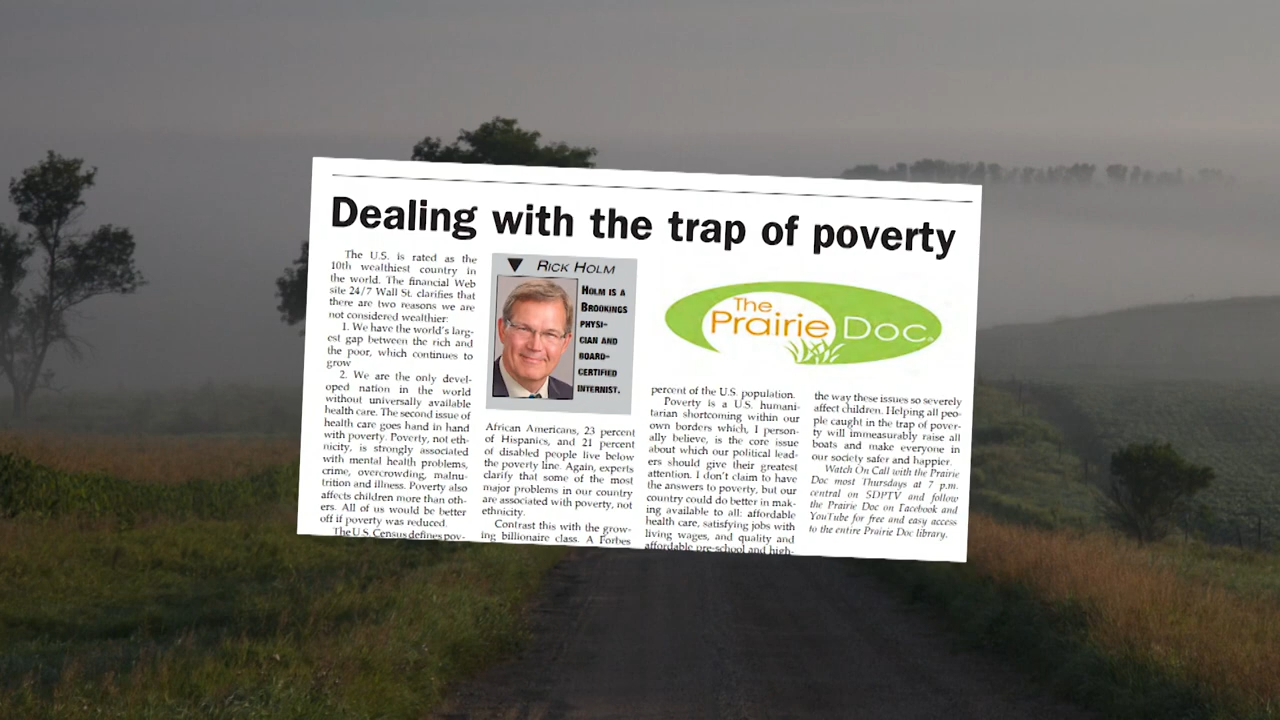 Dealing with the trap of poverty
The U.S. is rated as the
10th wealthiest country in
the world. The financial Web
site 24/7 Wall St. clarifies that
there are two reasons we are
not considered wealthier:
1. We have the world's larg-
est gap between the rich and
the poor, which continues to
grow
2. We are the only devel-
oped nation in the world
without universally available
health care. The second issue of
health care goes hand in hand
with poverty. Poverty, not eth-
nicity, is strongly associated
with mental health problems,
crime, overcrowding, malnu-
trition and illness. Poverty also
affects children more than oth-
ers. All of us would be better
off if poverty was reduced.
The U.S. Census defines pov-
RICK HOLM
HOLM IS A
BROOKINGS
PHYSI-
CIAN AND
BOARD-
CERTIFIED
INTERNIST.
African Americans, 23 percent
of Hispanics, and 21 percent
of disabled people live below
the poverty line. Again, experts
clarify that some of the most
major problems in our country
are associated with poverty, not
ethnicity.
Contrast this with the grow-
ing billionaire class. A Forbes
The
Prairie Doc
percent of the U.S. population.
Poverty is a U.S. humani-
tarian shortcoming within our
own borders which, I person-
ally believe, is the core issue
about which our political lead-
ers should give their greatest
attention. I don't claim to have
the answers to poverty, but our
country could do better in mak-
ing available to all: affordable
health care, satisfying jobs with
living wages, and quality and
affordable pre-school and high-
the way these issues so severely
affect children. Helping all peo-
ple caught in the trap of pover-
ty will immeasurably raise all
boats and make everyone in
our society safer and happier.
Watch On Call with the Prairie
Doc most Thursdays at 7 p.m.
central on SDPTV and follow
the Prairie Doc on Facebook and
YouTube for free and easy access
to the entire Prairie Doc library.